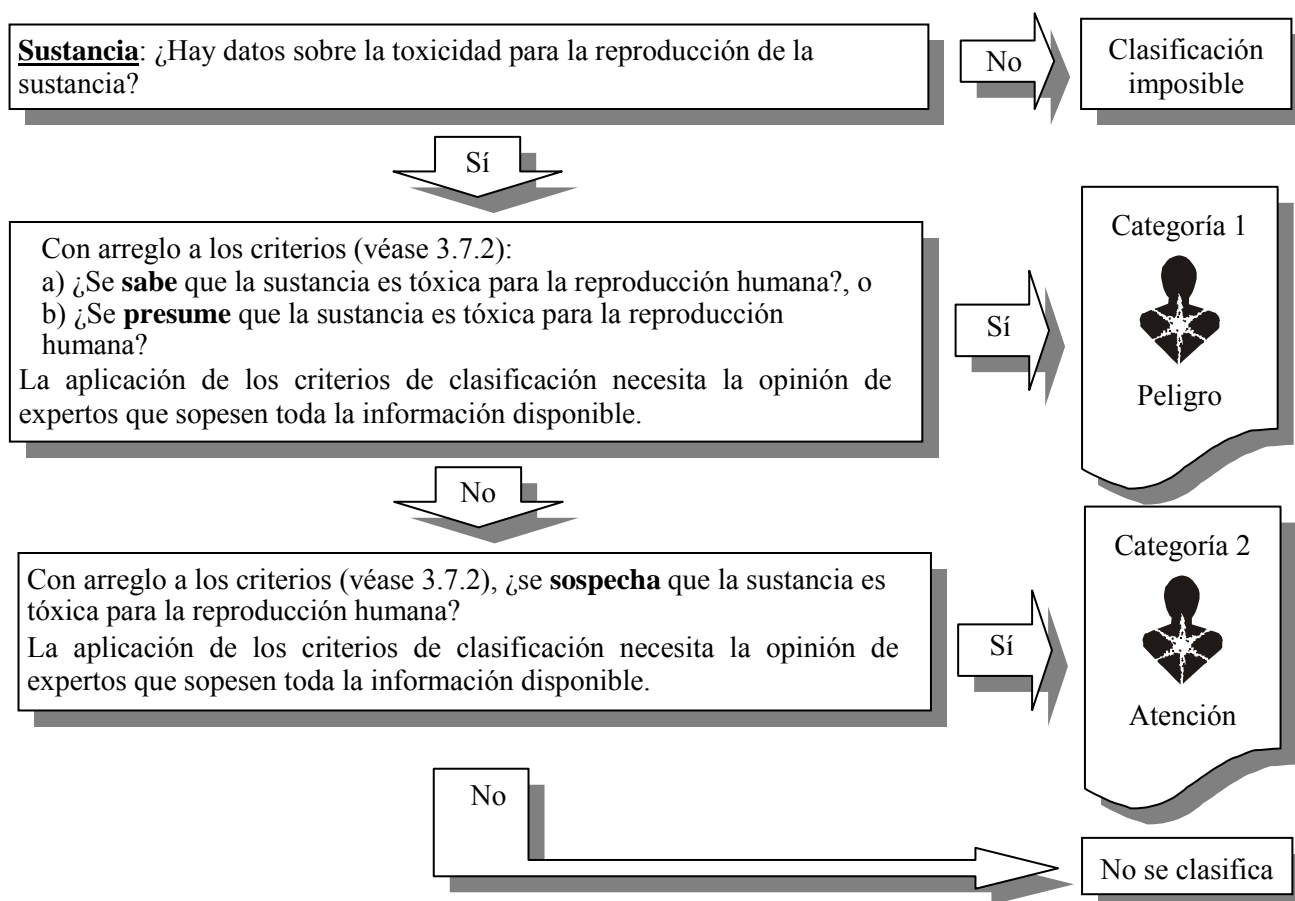 Sustancia: ¿Hay datos sobre la toxicidad para la reproducción de la
sustancia?
No
Clasificación
imposible
Sí
Con arreglo a los criterios (véase 3.7.2):
a) ¿Se sabe que la sustancia es tóxica para la reproducción humana?, o
b) ¿Se presume que la sustancia es tóxica para la reproducción
humana?
La aplicación de los criterios de clasificación necesita la opinión de
expertos que sopesen toda la información disponible.
Sí
Categoría 1
Peligro
No
Con arreglo a los criterios (véase 3.7.2), ¿se sospecha que la sustancia es
tóxica para la reproducción humana?
La aplicación de los criterios de clasificación necesita la opinión de
expertos que sopesen toda la información disponible.
Sí
Categoría 2
Atención
No
No se clasifica